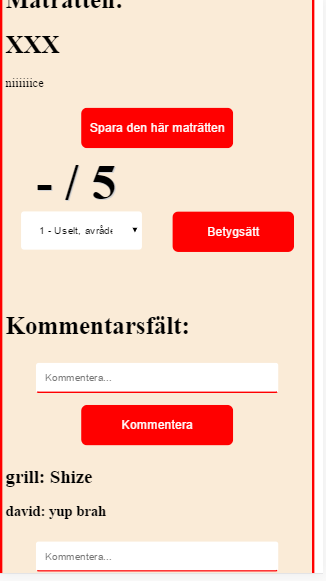 Maträtten:
XXX
niiiiiice
Spara den här maträtten
- / 5
1 - Uselt, avråde
Betygsätt
Kommentarsfält:
Kommentera...
Kommentera
grill: Shize
david: yup brah
Kommentera...